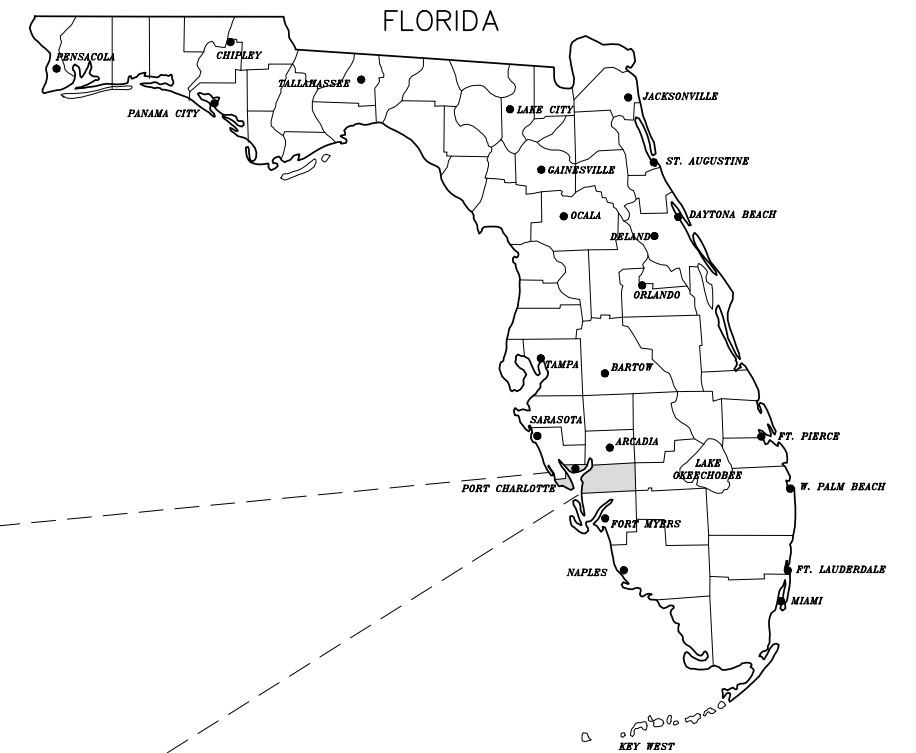 FLORIDA
PENSACOLA
CHIPLEY
TALLAHASSEE
PANAMA CITY
LAKE CITY
JACKSONVILLE
ST. AUGUSTINE
GAINESVILLE
OCALA
DAYTONA BEACH
DELAND
ORLANDO
TAMPA
BARTOW
SARASOTA
ARCADIA
FT. PIERCE
LAKE
OKEECHOBEE
PORT CHARLOTTE
W. PALM BEACH
FORT MYERS
NAPLES
FT. LAUDERDALE
MIAMI
KEY WEST